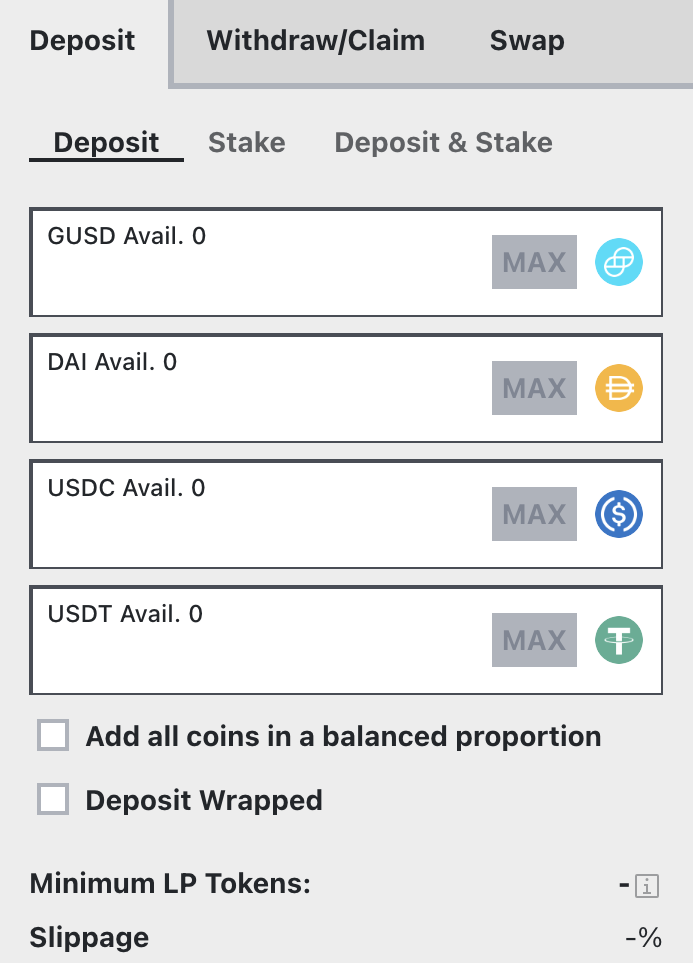 Deposit Withdraw/Claim Swap
Deposit Stake Deposit & Stake
GUSD Avail. 0
MAX
DAI Avail. 0
MAX
USDC Avail. 0
MAX
USDT Avail. 0
MAX
Add all coins in a balanced proportion
Deposit Wrapped
Minimum LP Tokens: -
Slippage -%